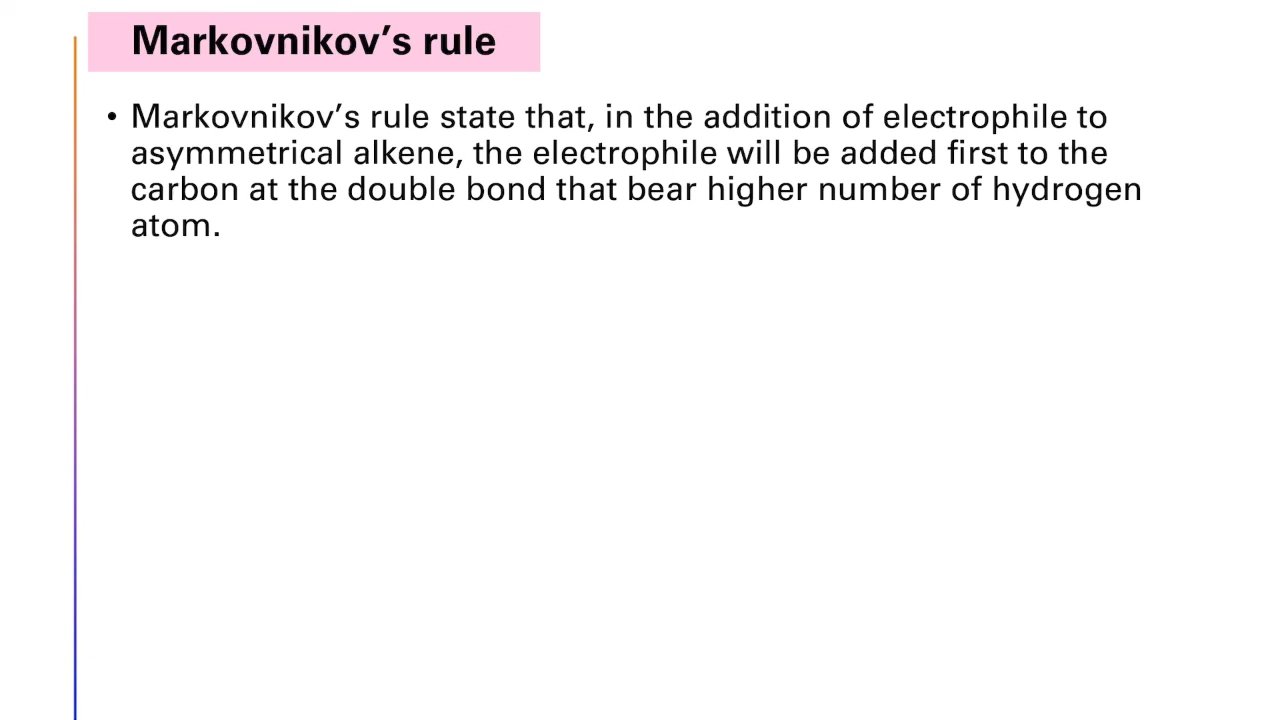 Markovnikov’s rule
• Markovnikov’s rule state that, in the addition of electrophile to
asymmetrical alkene, the electrophile will be added first to the
carbon at the double bond that bear higher number of hydrogen
atom.